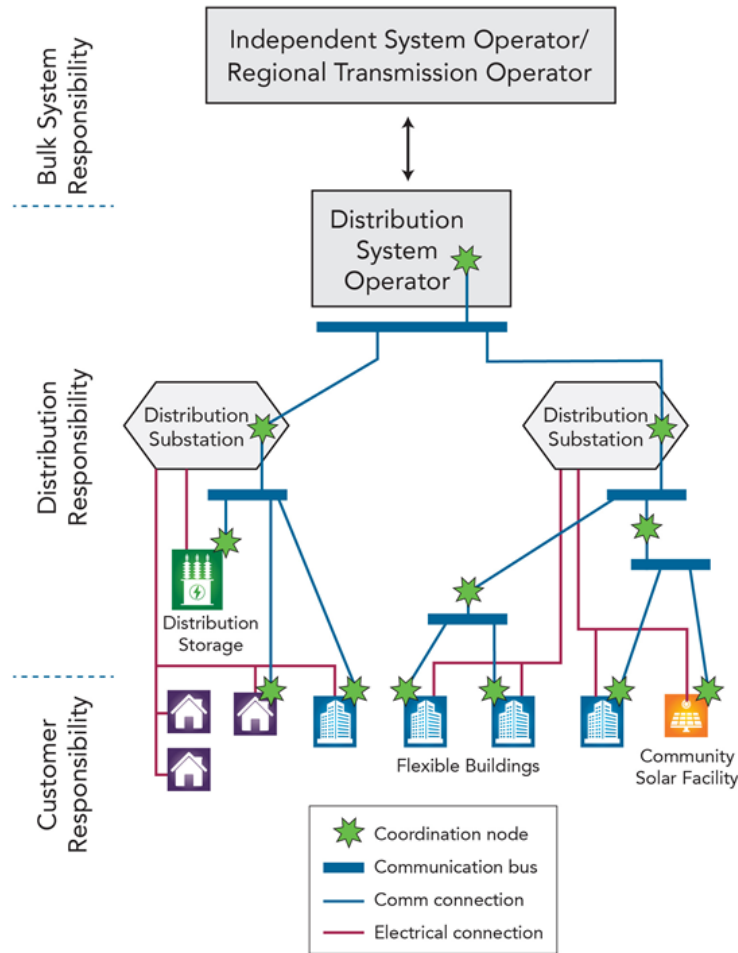 Independent System Operator/
Regional Transmission Operator
Bulk System
Responsibility
Distribution
System
Operator
Distribution
Responsibility
Distribution
Substation
Distribution
Substation
Distribution
Storage
Customer
Responsibility
Flexible Buildings
Community
Solar Facility
Coordination node
Communication bus
Comm connection
Electrical connection